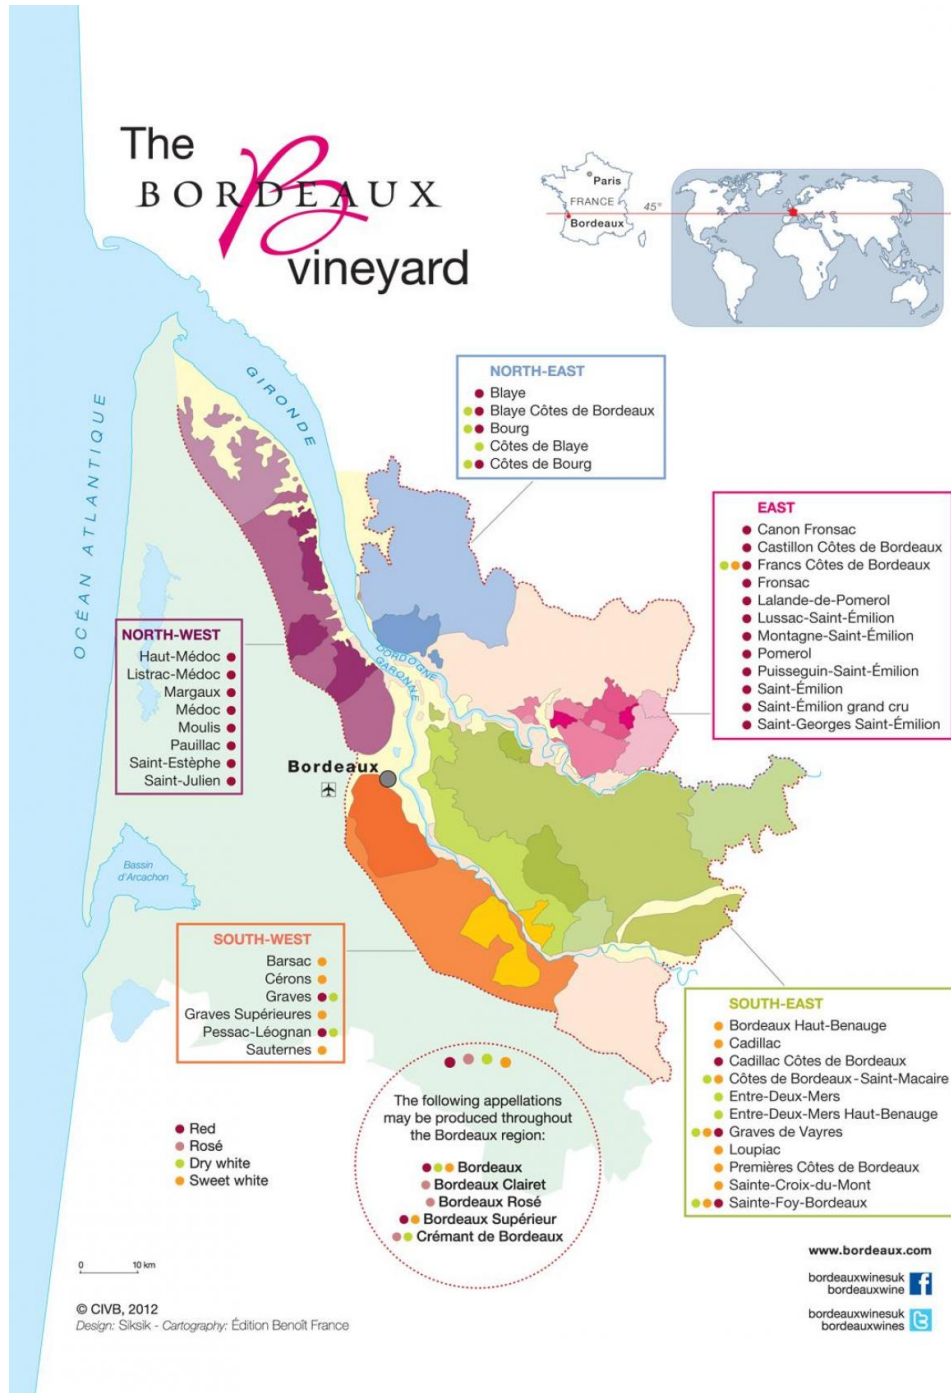 The
BORDEAUX
vineyard
Paris
FRANCE
Bordeaux
45°
OCÉAN ATLANTIQUE
GIRONDE
DORDOGNE
GARONNE
NORTH-EAST
Blaye
Blaye Côtes de Bordeaux
Bourg
Côtes de Blaye
Côtes de Bourg
EAST
Canon Fronsac
Castillon Côtes de Bordeaux
Francs Côtes de Bordeaux
Fronsac
Lalande-de-Pomerol
Lussac-Saint-Émilion
Montagne-Saint-Émilion
Pomerol
Puisseguin-Saint-Émilion
Saint-Émilion
Saint-Émilion grand cru
Saint-Georges Saint-Émilion
NORTH-WEST
Haut-Médoc
Listrac-Médoc
Margaux
Médoc
Moulis
Pauillac
Saint-Estèphe
Saint-Julien
Bordeaux
Bassin
d'Arcachon
SOUTH-WEST
Barsac
Cérons
Graves
Graves Supérieures
Pessac-Léognan
Sauternes
SOUTH-EAST
Bordeaux Haut-Benauge
Cadillac
Cadillac Côtes de Bordeaux
Côtes de Bordeaux-Saint-Macaire
Entre-Deux-Mers
Entre-Deux-Mers Haut-Benauge
Graves de Vayres
Loupiac
Premières Côtes de Bordeaux
Sainte-Croix-du-Mont
Sainte-Foy-Bordeaux
Red
Rosé
Dry white
Sweet white
The following appellations
may be produced throughout
the Bordeaux region:
Bordeaux
Bordeaux Clairet
Bordeaux Rosé
Bordeaux Supérieur
Crémant de Bordeaux
0 10 km
© CIVB, 2012
Design: Siksik - Cartography: Édition Benoît France
www.bordeaux.com
bordeauxwinesuk
bordeauxwine
bordeauxwinesuk
bordeauxwines